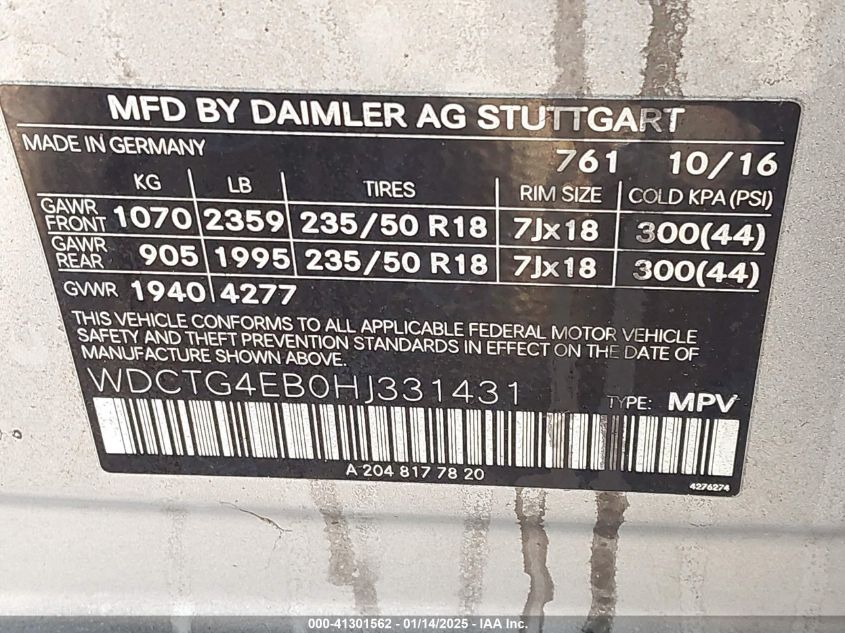 MFD BY DAIMLER AG STUTTGART
MADE IN GERMANY 761 10/16
KG LB TIRES RIM SIZE COLD KPA (PSI)
GAWR FRONT 1070 2359 235/50 R18 7Jx18 300(44)
GAWR REAR 905 1995 235/50 R18 7Jx18 300(44)
GVWR 1940 4277
THIS VEHICLE CONFORMS TO ALL APPLICABLE FEDERAL MOTOR VEHICLE
SAFETY AND THEFT PREVENTION STANDARDS IN EFFECT ON THE DATE OF
MANUFACTURE SHOWN ABOVE.
WDCTG4EB0HJ331431 TYPE: MPV
A 204 817 78 20
4276274
000-41301562 - 01/14/2025 - IAA Inc.